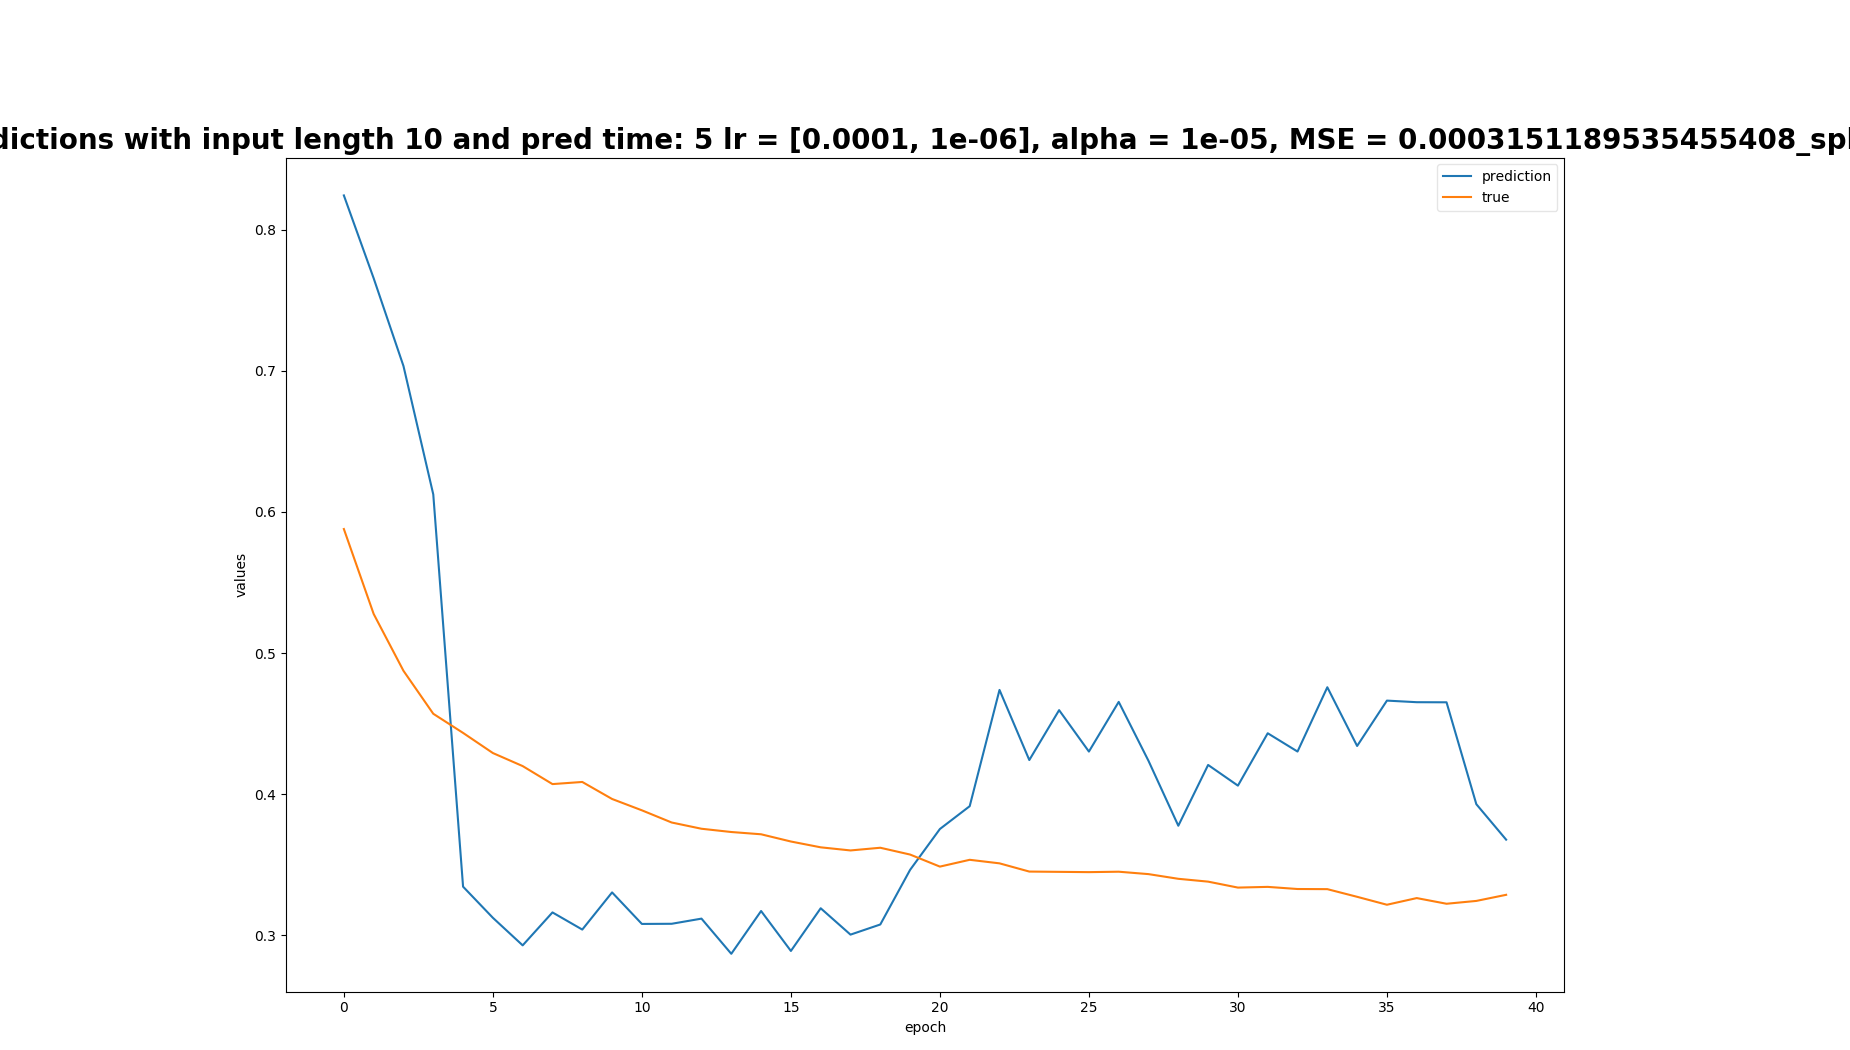 dictions with input length 10 and pred time: 5 lr = [0.0001, 1e-06], alpha = 1e-05, MSE = 0.0003151189535455408_spl
prediction
true
0.8
0.7
0.6
0.5
0.4
0.3
values
0 5 10 15 20 25 30 35 40
epoch